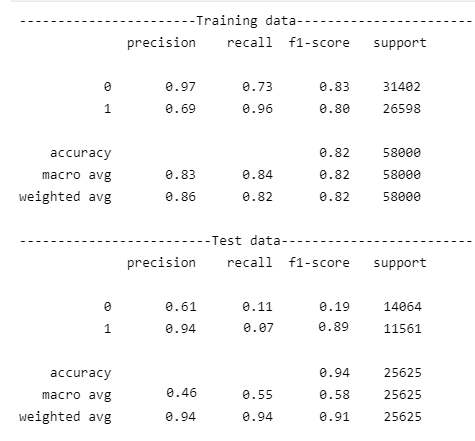 -----------------------Training data-----------------------
precision recall f1-score support
0 0.97 0.73 0.83 31402
1 0.69 0.96 0.80 26598
accuracy 0.82 58000
macro avg 0.83 0.84 0.82 58000
weighted avg 0.86 0.82 0.82 58000
-------------------------Test data-------------------------
precision recall f1-score support
0 0.61 0.11 0.19 14064
1 0.94 0.07 0.89 11561
accuracy 0.94 25625
macro avg 0.46 0.55 0.58 25625
weighted avg 0.94 0.94 0.91 25625